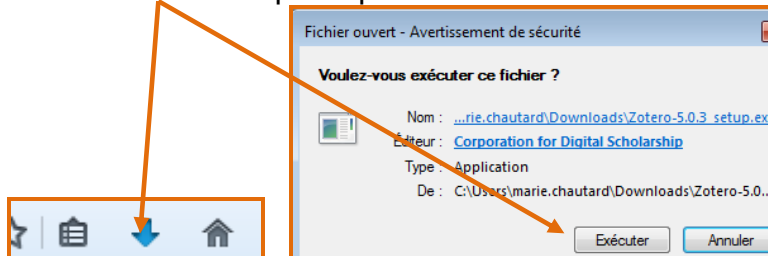 Fichier ouvert - Avertissement de sécurité
Voulez-vous exécuter ce fichier ?
Nom : ...rie.chautard\Downloads\Zotero-5.0.3_setup.ex
Éditeur : Corporation for Digital Scholarship
Type : Application
De : C:\Users\marie.chautard\Downloads\Zotero-5.0..
Exécuter Annuler